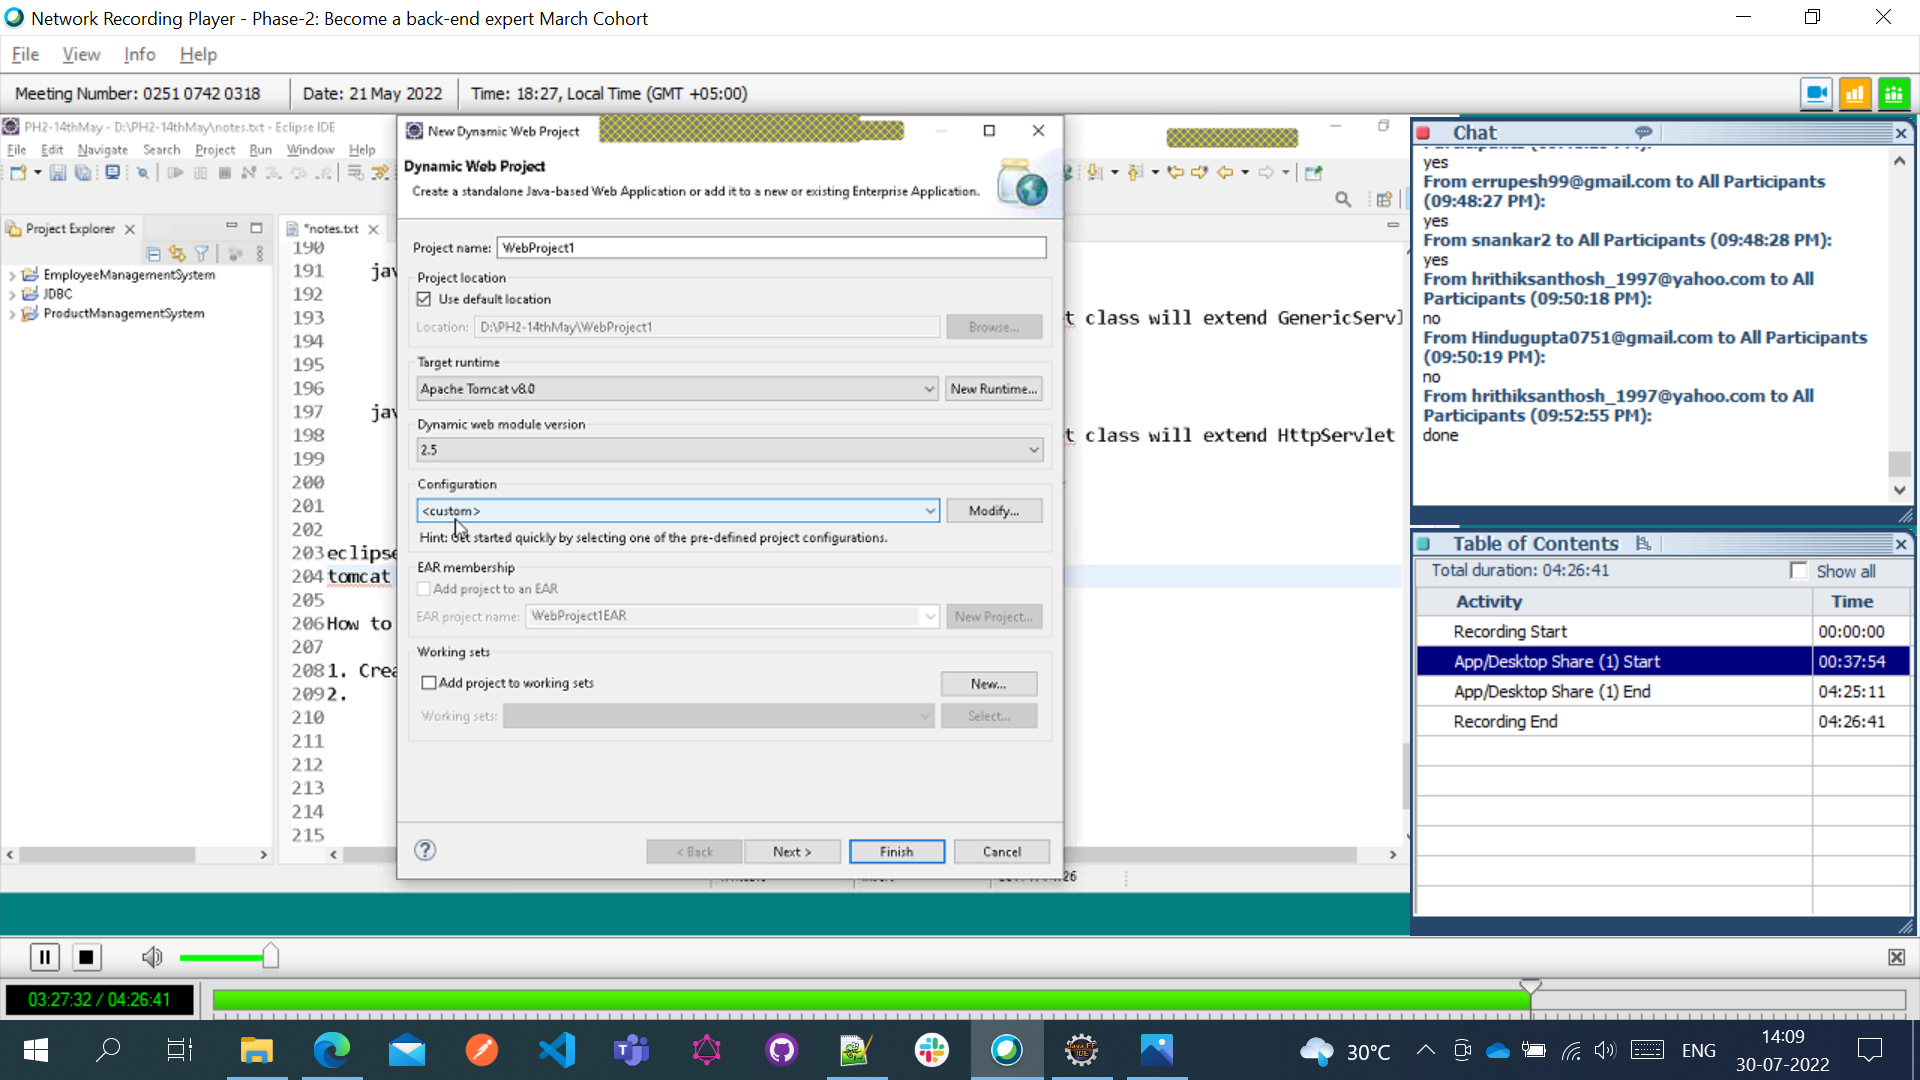 Network Recording Player - Phase-2: Become a back-end expert March Cohort
File View Info Help
Meeting Number: 0251 0742 0318
Date: 21 May 2022
Time: 18:27, Local Time (GMT +05:00)
PH2-14thMay - D:\PH2-14thMay\notes.txt - Eclipse IDE
File Edit Navigate Search Project Run Window Help
Project Explorer
EmployeeManagementSystem
JDBC
ProductManagementSystem
*notes.txt
190
191 jav
192
193 t class will extend GenericServl
194
195
196
197 jav
198 t class will extend HttpServlet
199
200
201
202
203 eclipse
204 tomcat
205
206 How to
207
208 1. Crea
209 2.
210
211
212
213
214
215
New Dynamic Web Project
Dynamic Web Project
Create a standalone Java-based Web Application or add it to a new or existing Enterprise Application.
Project name: WebProject1
Project location
Use default location
Location: D:\PH2-14thMay\WebProject1 Browse...
Target runtime
Apache Tomcat v8.0 New Runtime...
Dynamic web module version
2.5
Configuration
<custom> Modify...
Hint: Get started quickly by selecting one of the pre-defined project configurations.
EAR membership
Add project to an EAR
EAR project name: WebProject1EAR New Project...
Working sets
Add project to working sets New...
Working sets: Select...
< Back Next > Finish Cancel
Chat
yes
From errupesh99@gmail.com to All Participants
(09:48:27 PM):
yes
From snankar2 to All Participants (09:48:28 PM):
yes
From hrithiksanthosh_1997@yahoo.com to All
Participants (09:50:18 PM):
no
From Hindugupta0751@gmail.com to All Participants
(09:50:19 PM):
no
From hrithiksanthosh_1997@yahoo.com to All
Participants (09:52:55 PM):
done
Table of Contents
Total duration: 04:26:41 Show all
Activity Time
Recording Start 00:00:00
App/Desktop Share (1) Start 00:37:54
App/Desktop Share (1) End 04:25:11
Recording End 04:26:41
03:27:32 / 04:26:41
30°C
ENG
14:09
30-07-2022